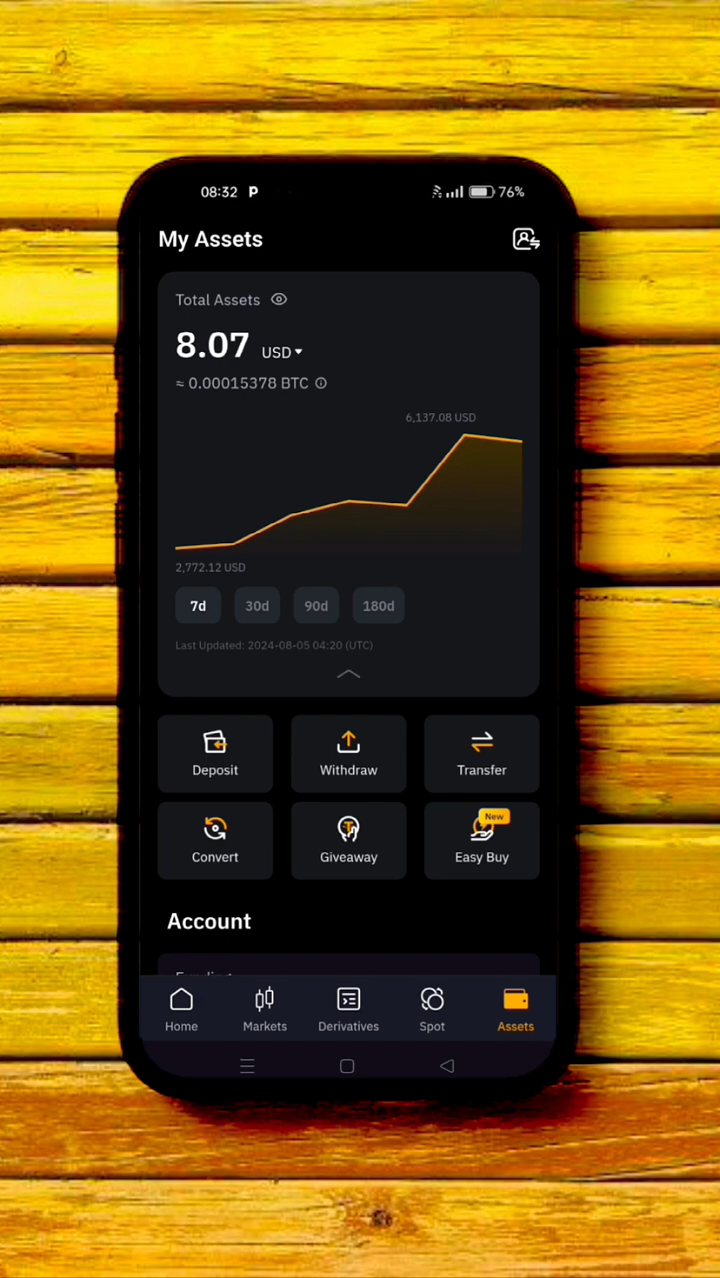 08:32 P 76%
My Assets
Total Assets
8.07 USD
≈ 0.00015378 BTC
6,137.08 USD
2,772.12 USD
7d 30d 90d 180d
Last Updated: 2024-08-05 04:20 (UTC)
Deposit Withdraw Transfer
New
Convert Giveaway Easy Buy
Account
Home Markets Derivatives Spot Assets